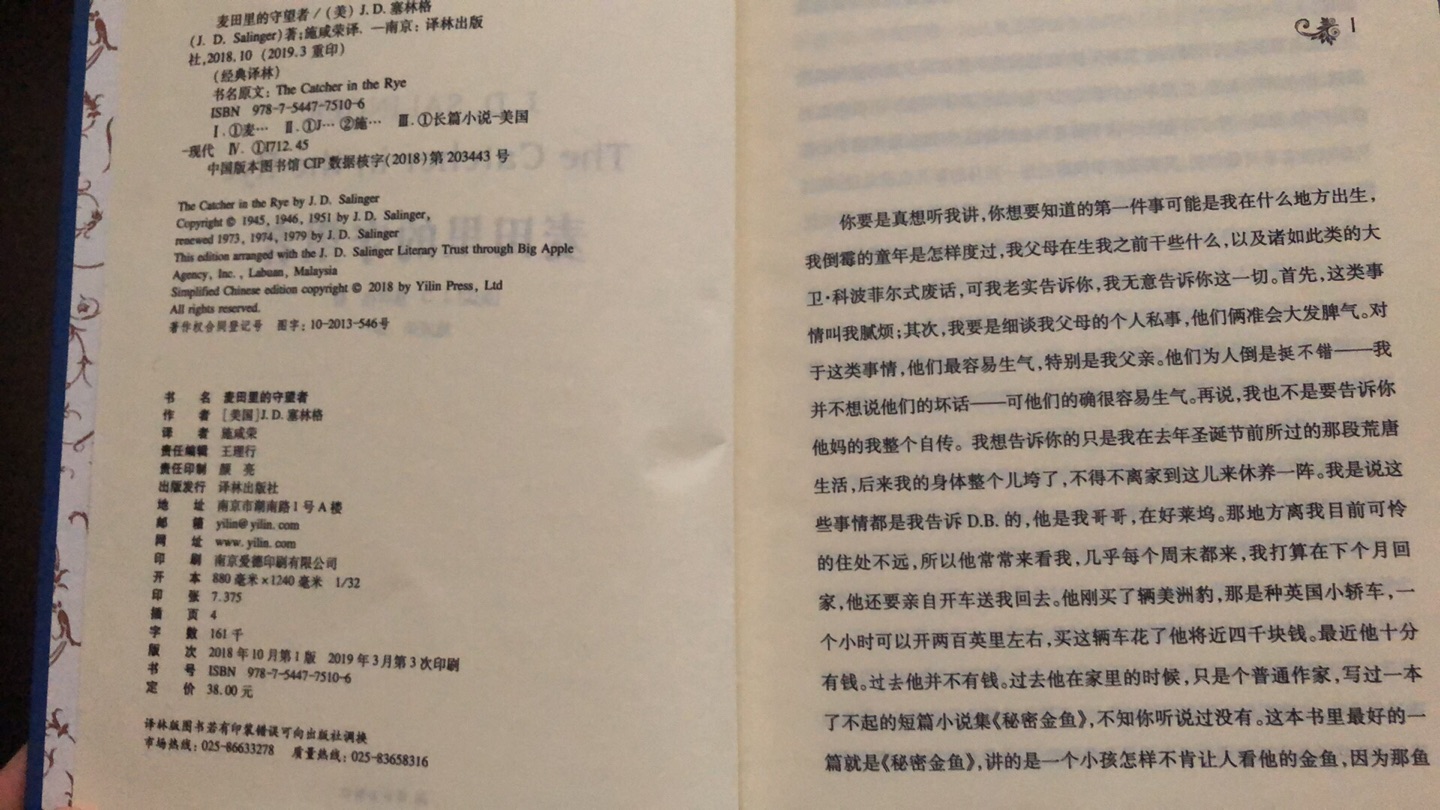 麦田里的守望者 / (美) J. D. 塞林格
(J. D. Salinger)著;施咸荣译. —南京:译林出版
社,2018.10 (2019.3 重印)
(经典译林)
书名原文: The Catcher in the Rye
ISBN 978-7-5447-7510-6
Ⅰ.①麦… Ⅱ.①J… ②施… Ⅲ.①长篇小说-美国
-现代 Ⅳ. ①I712.45
中国版本图书馆 CIP 数据核字(2018)第 203443 号
The Catcher in the Rye by J. D. Salinger
Copyright © 1945, 1946, 1951 by J. D. Salinger,
renewed 1973, 1974, 1979 by J. D. Salinger
This edition arranged with the J. D. Salinger Literary Trust through Big Apple
Agency, Inc. , Labuan, Malaysia
Simplified Chinese edition copyright © 2018 by Yilin Press, Ltd
All rights reserved.
著作权合同登记号 图字: 10-2013-546号
书 名 麦田里的守望者
作 者 [美国]J. D. 塞林格
译 者 施咸荣
责任编辑 王理行
责任印制 颜 亮
出版发行 译林出版社
地 址 南京市湖南路 1 号 A 楼
邮 箱 yilin@yilin.com
网 址 www.yilin.com
印 刷 南京爱德印刷有限公司
开 本 880 毫米×1240 毫米 1/32
印 张 7.375
插 页 4
字 数 161 千
版 次 2018 年 10 月第 1 版 2019 年 3 月第 3 次印刷
书 号 ISBN 978-7-5447-7510-6
定 价 38.00 元
译林版图书若有印装错误可向出版社调换
市场热线: 025-86633278 质量热线: 025-83658316
1
你要是真想听我讲,你想要知道的第一件事可能是我在什么地方出生,
我倒霉的童年是怎样度过,我父母在生我之前干些什么,以及诸如此类的大
卫·科波菲尔式废话,可我老实告诉你,我无意告诉你这一切。首先,这类事
情叫我腻烦;其次,我要是细谈我父母的个人私事,他们俩准会大发脾气。对
于这类事情,他们最容易生气,特别是我父亲。他们为人倒是挺不错——我
并不想说他们的坏话——可他们的确很容易生气。再说,我也不是要告诉你
他妈的我整个自传。我想告诉你的只是我在去年圣诞节前所过的那段荒唐
生活,后来我的身体整个儿垮了,不得不离家到这儿来休养一阵。我是说这
些事情都是我告诉 D.B. 的,他是我哥哥,在好莱坞。那地方离我目前可怜
的住处不远,所以他常常来看我,几乎每个周末都来,我打算在下个月回
家,他还要亲自开车送我回去。他刚买了辆美洲豹,那是种英国小轿车,一
个小时可以开两百英里左右,买这辆车花了他将近四千块钱。最近他十分
有钱。过去他并不有钱。过去他在家里的时候,只是个普通作家,写过一本
了不起的短篇小说集《秘密金鱼》,不知你听说过没有。这本书里最好的一
篇就是《秘密金鱼》,讲的是一个小孩怎样不肯让人看他的金鱼,因为那鱼